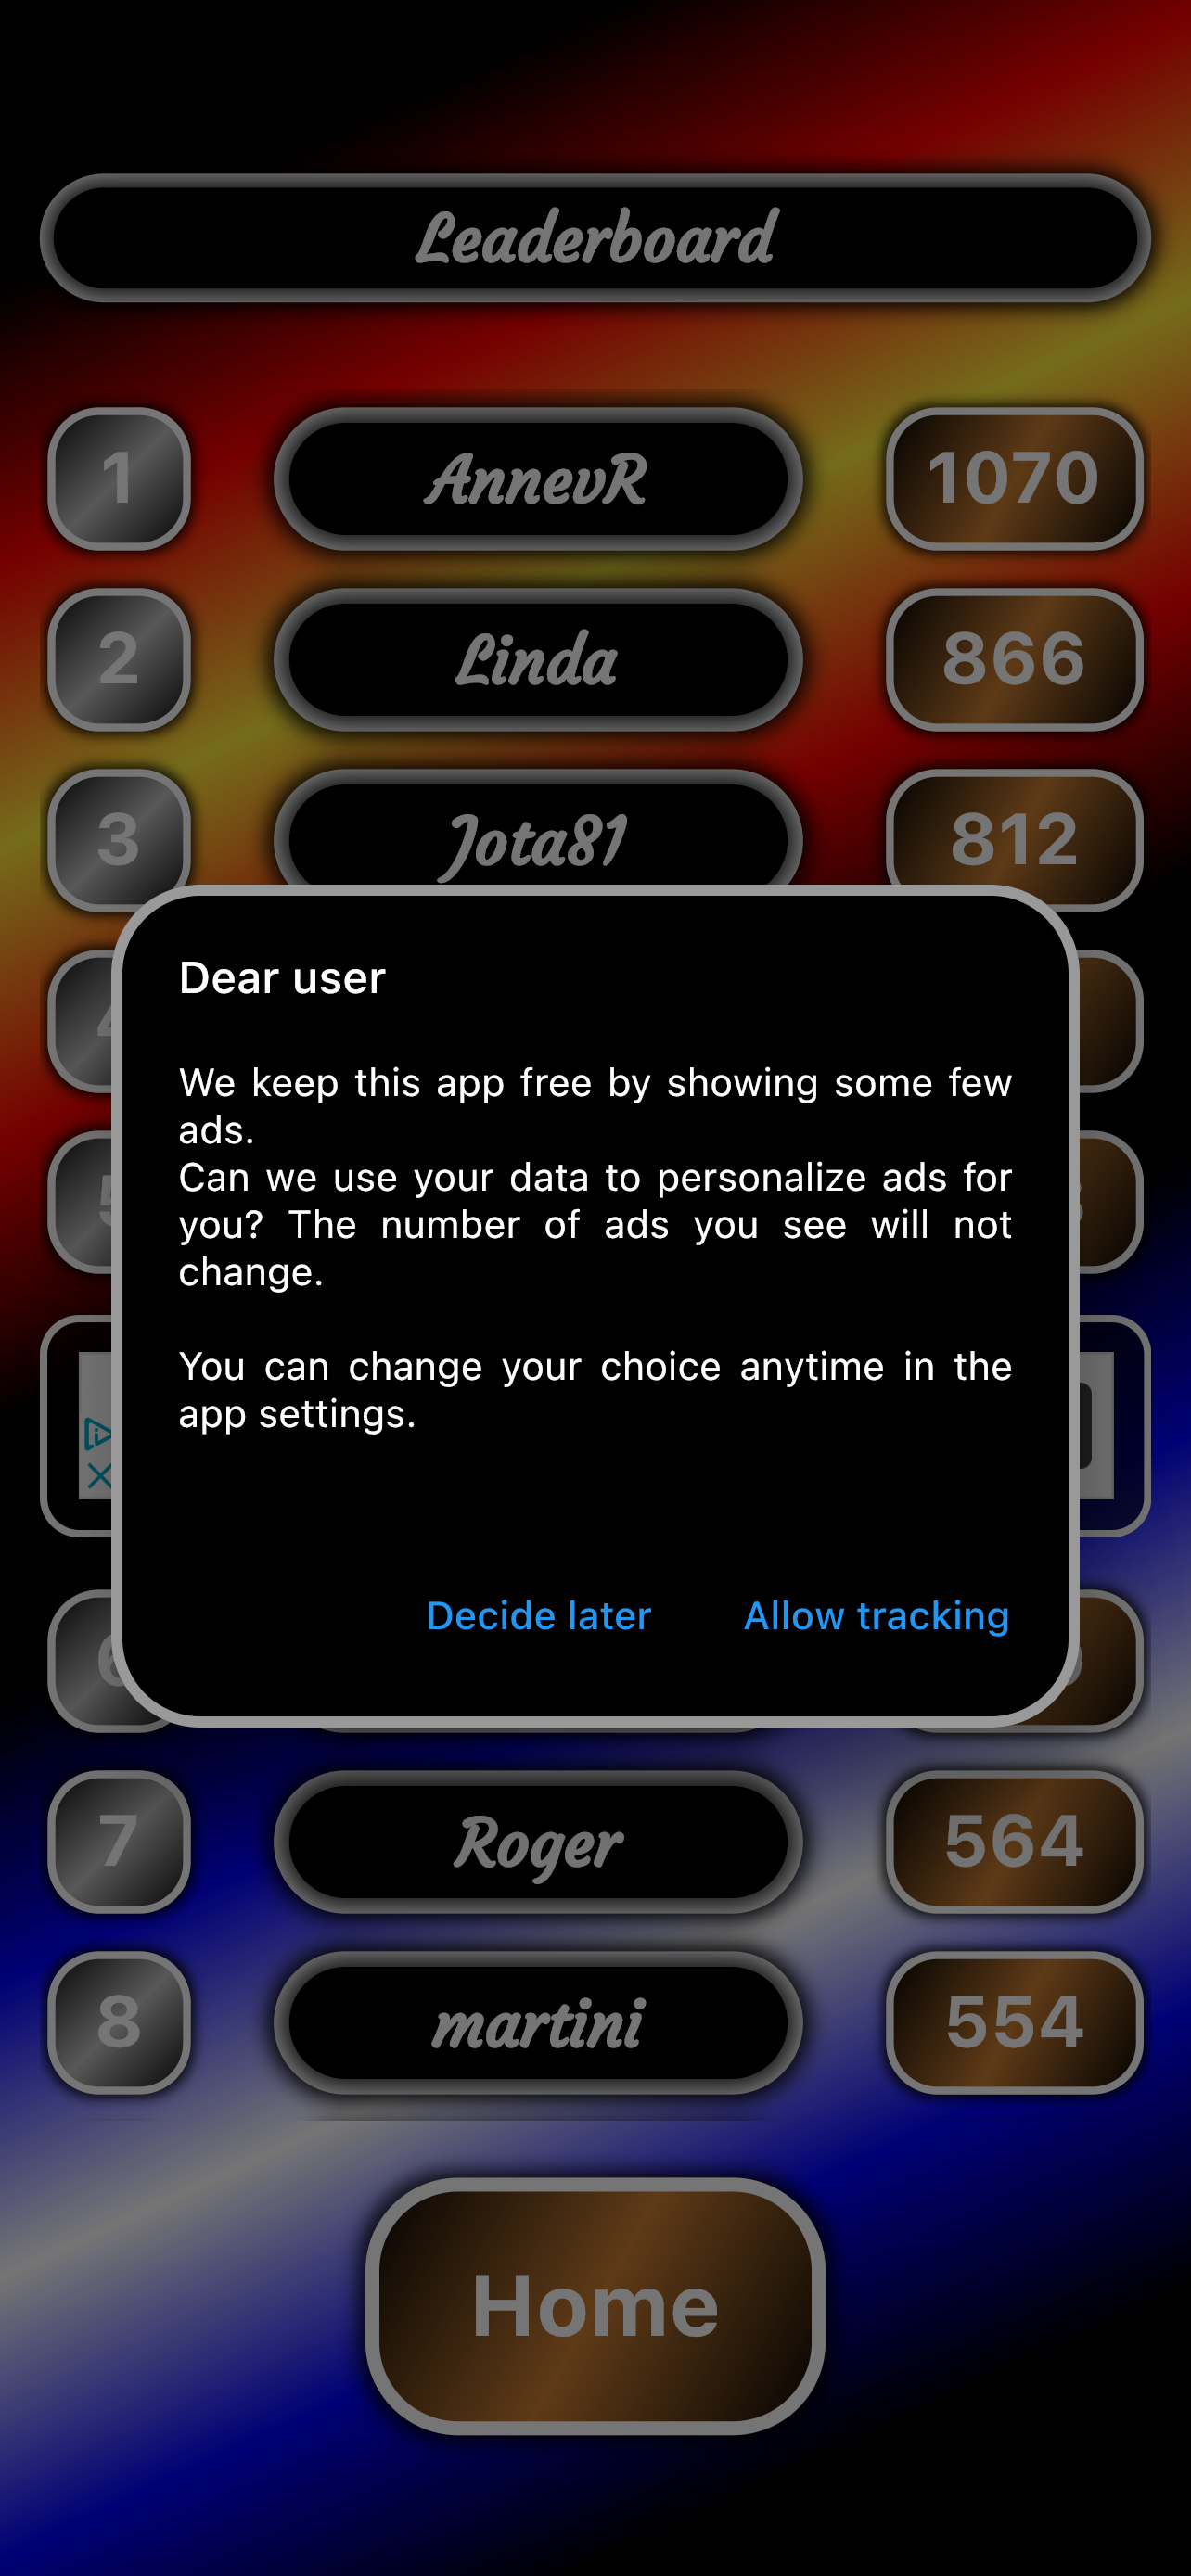 Leaderboard
1 AnnevR 1070
2 Linda 866
3 Jota81 812
Dear user
We keep this app free by showing some few
ads.
Can we use your data to personalize ads for
you? The number of ads you see will not
change.
You can change your choice anytime in the
app settings.
Decide later Allow tracking
7 Roger 564
8 martini 554
Home